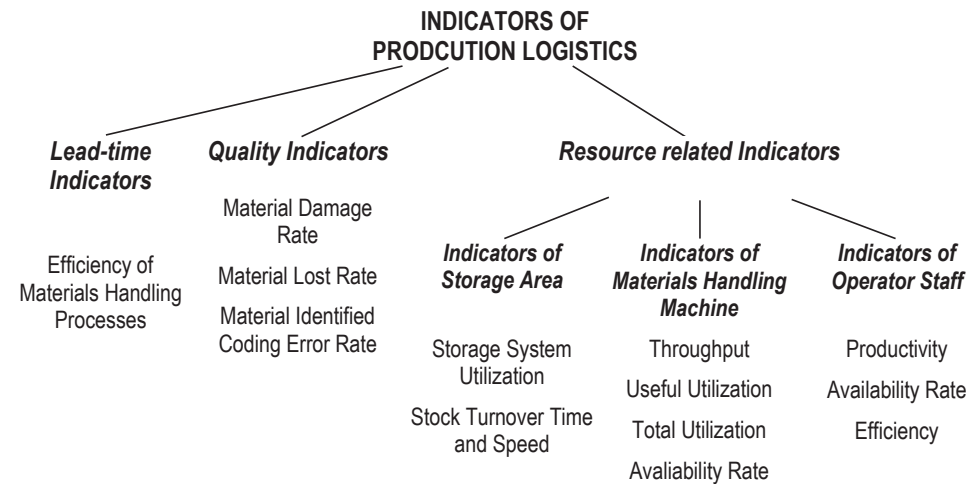 INDICATORS OF
PRODCUTION LOGISTICS
Lead-time
Indicators
Efficiency of
Materials Handling
Processes
Quality Indicators
Material Damage
Rate
Material Lost Rate
Material Identified
Coding Error Rate
Resource related Indicators
Indicators of
Storage Area
Storage System
Utilization
Stock Turnover Time
and Speed
Indicators of
Materials Handling
Machine
Throughput
Useful Utilization
Total Utilization
Avaliability Rate
Indicators of
Operator Staff
Productivity
Availability Rate
Efficiency